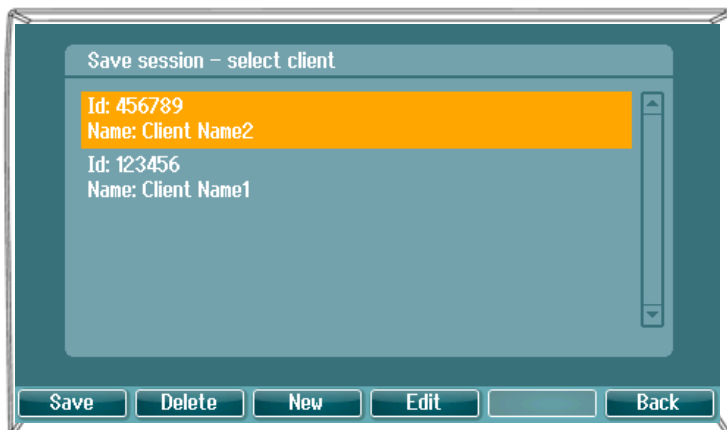 Save session – select client
Id: 456789
Name: Client Name2
Id: 123456
Name: Client Name1
Save Delete New Edit Back